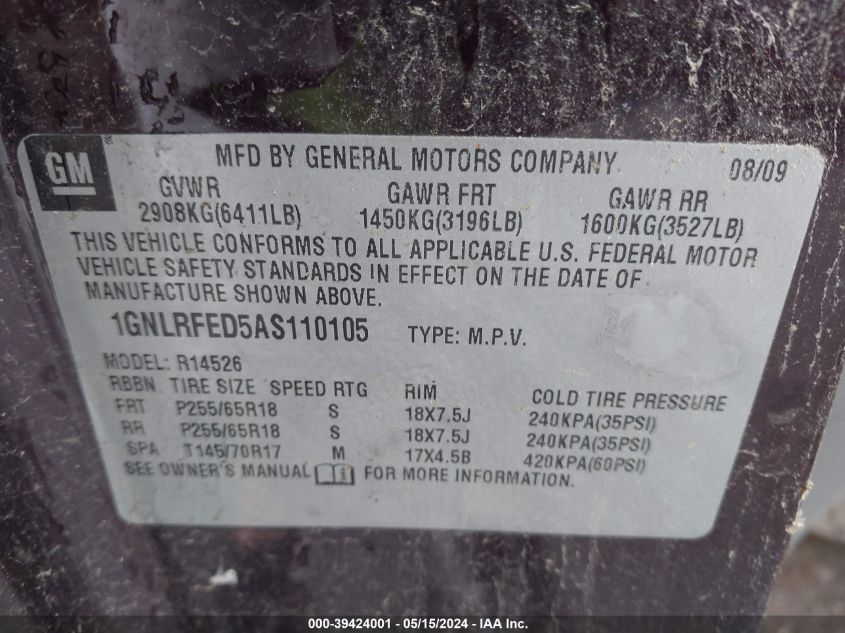 GM
MFD BY GENERAL MOTORS COMPANY 08/09
GVWR GAWR FRT GAWR RR
2908KG(6411LB) 1450KG(3196LB) 1600KG(3527LB)
THIS VEHICLE CONFORMS TO ALL APPLICABLE U.S. FEDERAL MOTOR
VEHICLE SAFETY STANDARDS IN EFFECT ON THE DATE OF
MANUFACTURE SHOWN ABOVE.
1GNLRFED5AS110105 TYPE: M.P.V.
MODEL: R14526
RBBN TIRE SIZE SPEED RTG RIM COLD TIRE PRESSURE
FRT P255/65R18 S 18X7.5J 240KPA(35PSI)
RR P255/65R18 S 18X7.5J 240KPA(35PSI)
SPA T145/70R17 M 17X4.5B 420KPA(60PSI)
SEE OWNER'S MANUAL FOR MORE INFORMATION.
000-39424001 - 05/15/2024 - IAA Inc.